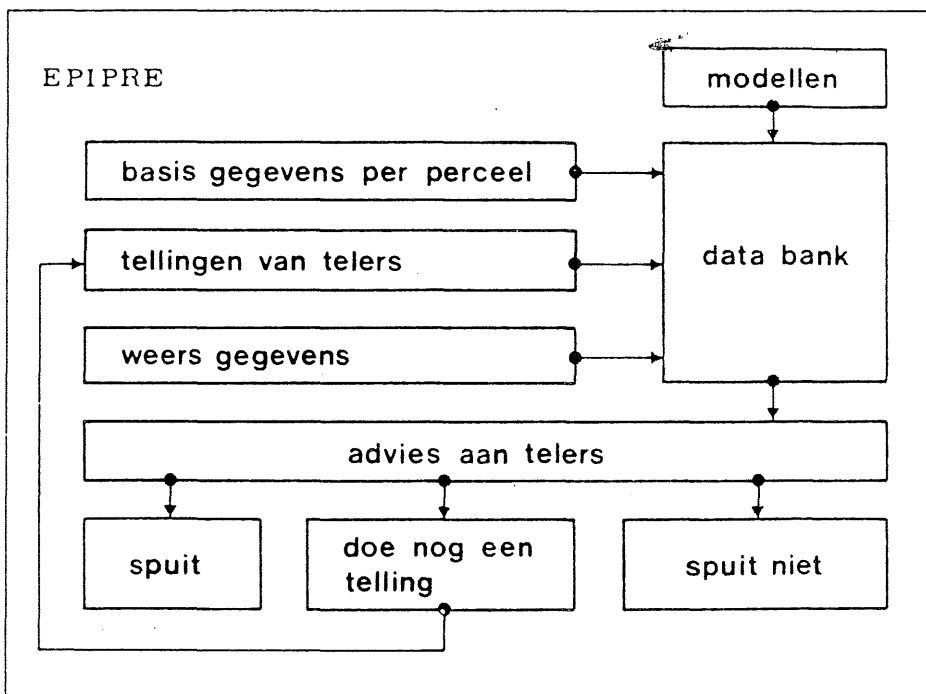 EPIPRE
modellen
basis gegevens per perceel
tellingen van telers
data bank
weers gegevens
advies aan telers
spuit
doe nog een
telling
spuit niet